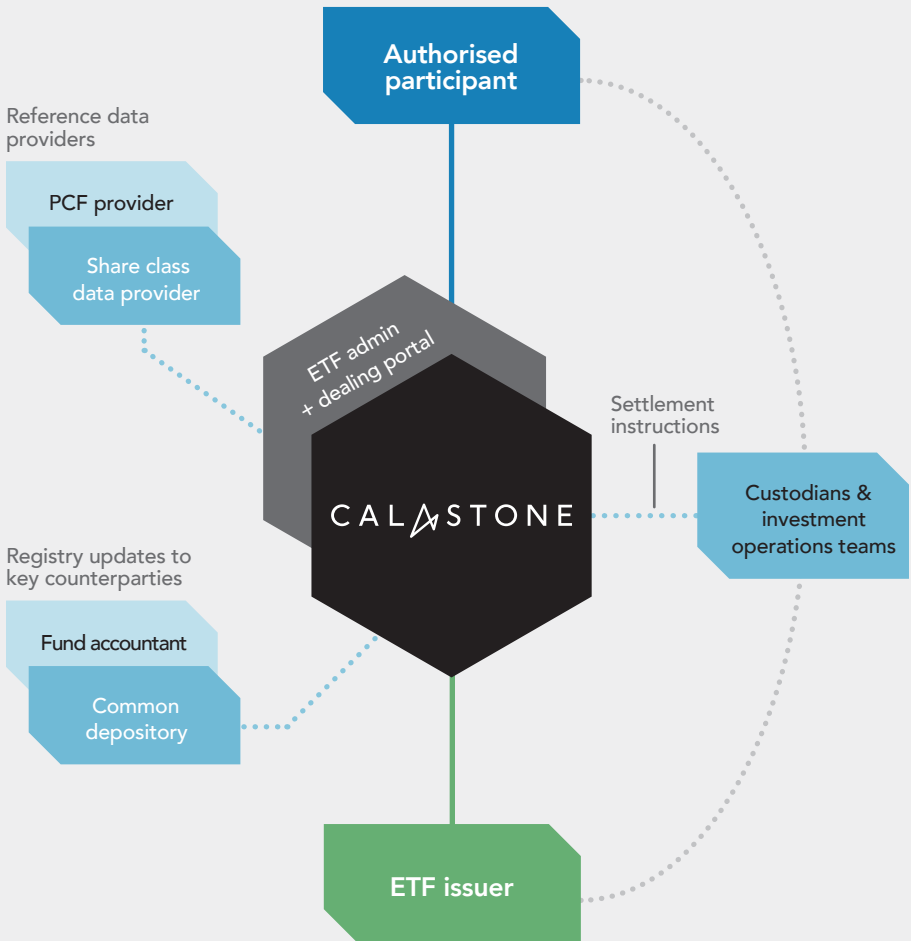 Authorised
participant
Reference data
providers
PCF provider
Share class
data provider
ETF admin
+ dealing portal
Settlement
instructions
CALASTONE
Custodians &
investment
operations teams
Registry updates to
key counterparties
Fund accountant
Common
depository
ETF issuer